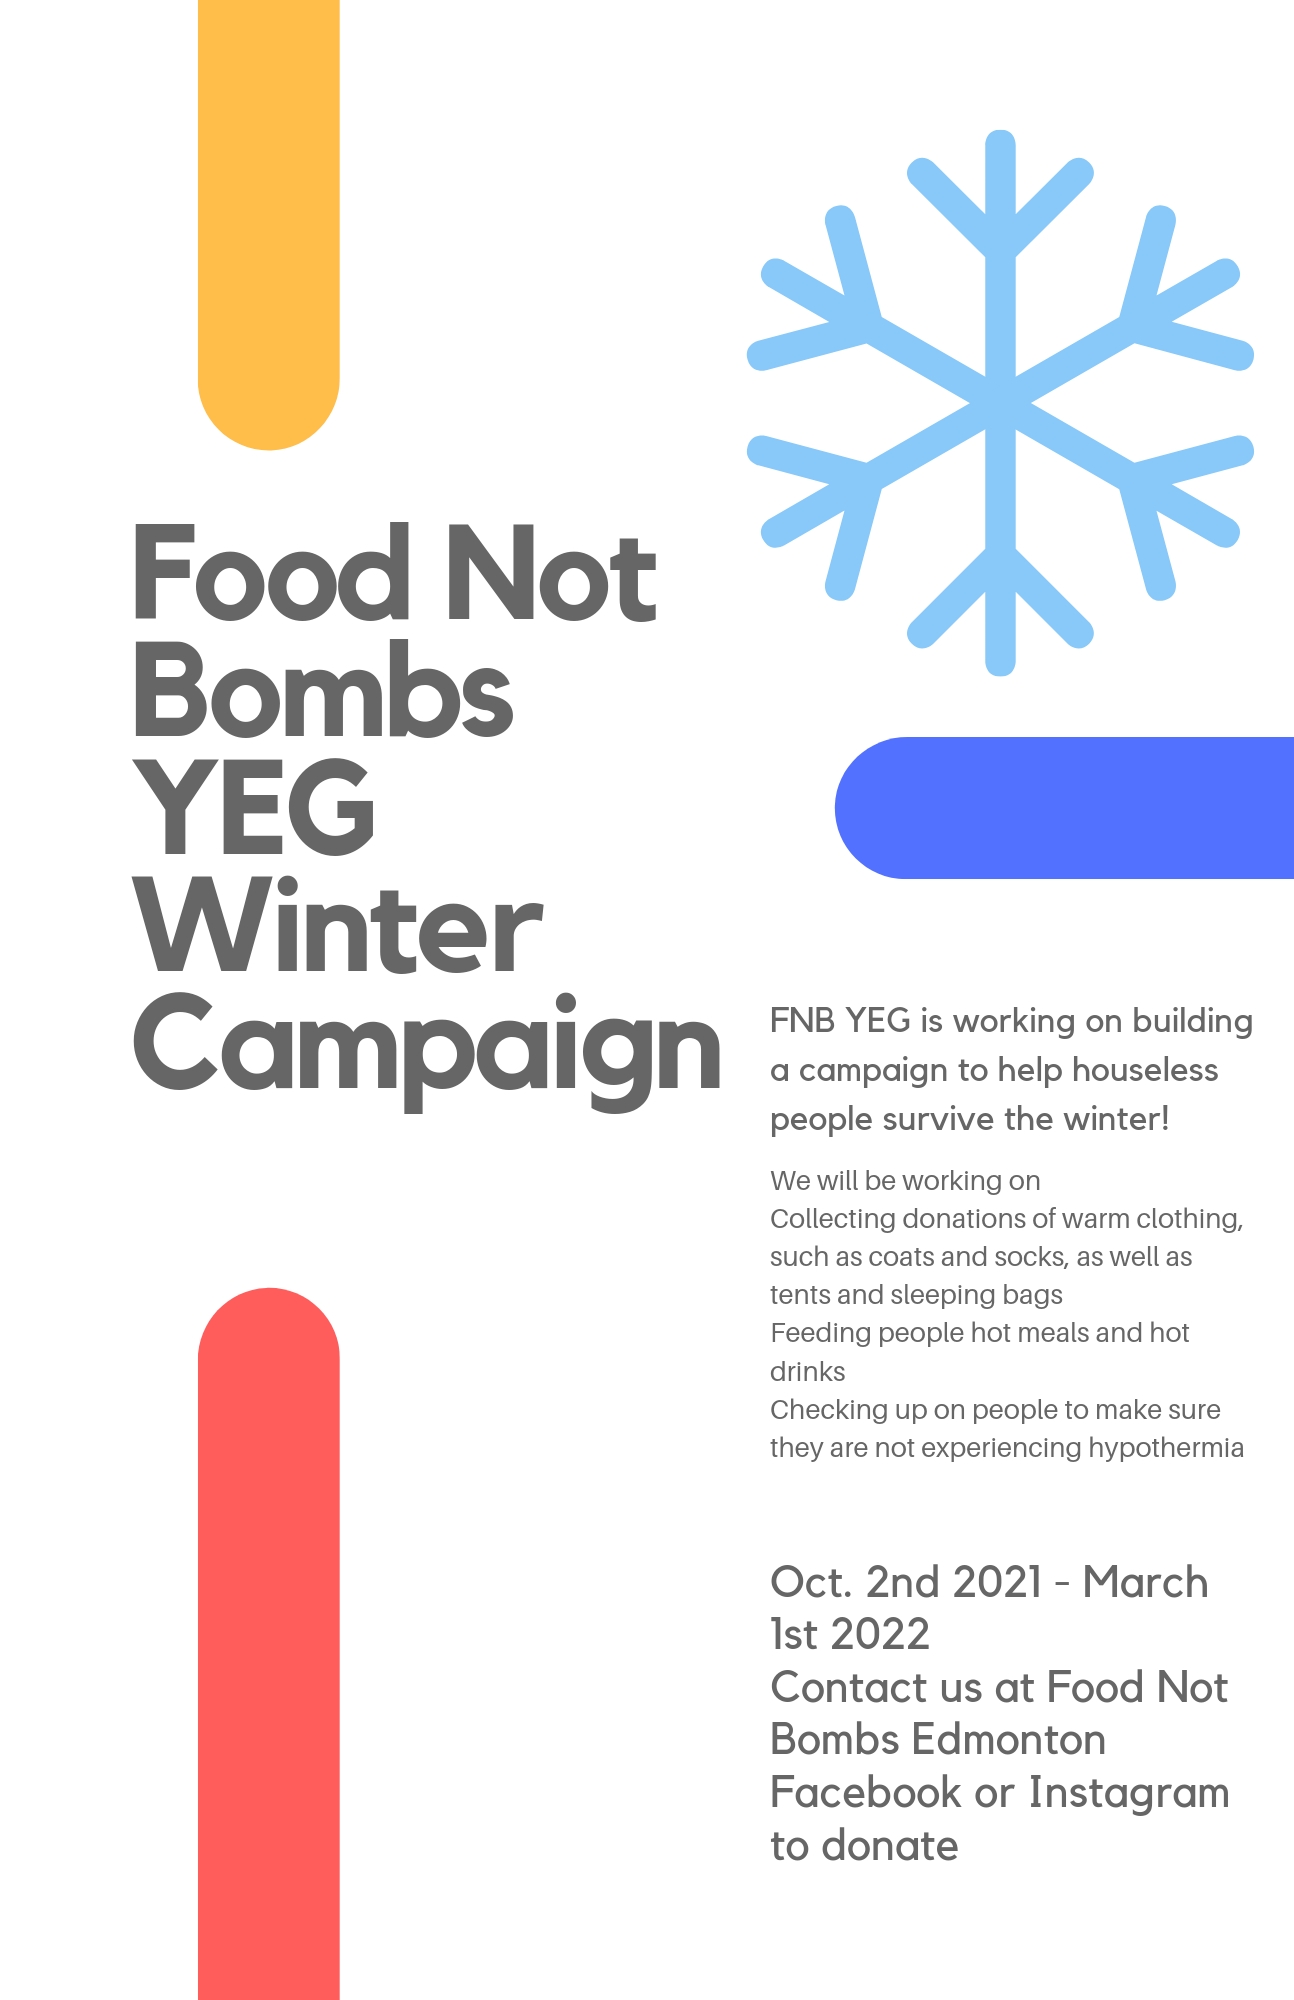 Food Not
Bombs
YEG
Winter
Campaign
FNB YEG is working on building
a campaign to help houseless
people survive the winter!
We will be working on
Collecting donations of warm clothing,
such as coats and socks, as well as
tents and sleeping bags
Feeding people hot meals and hot
drinks
Checking up on people to make sure
they are not experiencing hypothermia
Oct. 2nd 2021 - March
1st 2022
Contact us at Food Not
Bombs Edmonton
Facebook or Instagram
to donate